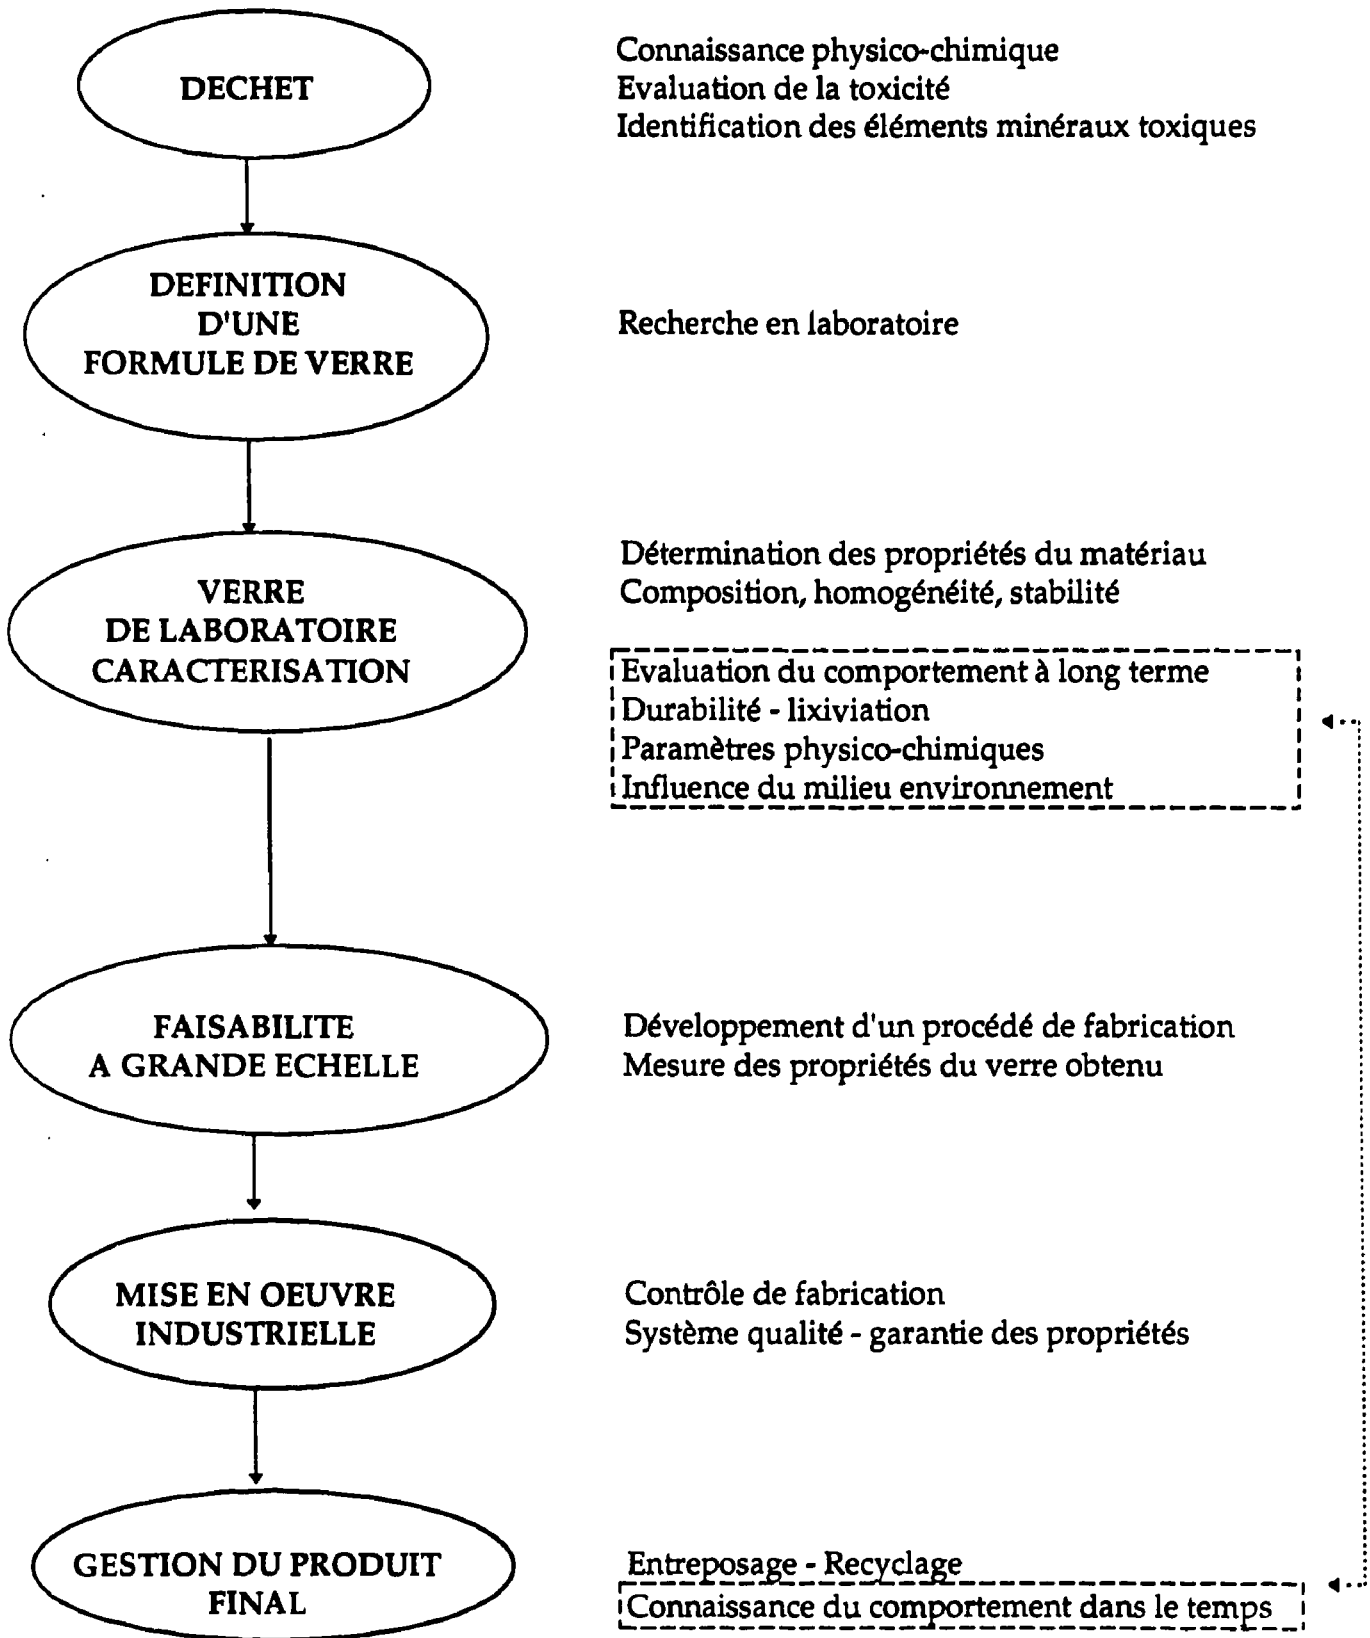 DECHET
Connaissance physico-chimique
Evaluation de la toxicité
Identification des éléments minéraux toxiques
DEFINITION
D'UNE
FORMULE DE VERRE
Recherche en laboratoire
VERRE
DE LABORATOIRE
CARACTERISATION
Détermination des propriétés du matériau
Composition, homogénéité, stabilité
Evaluation du comportement à long terme
Durabilité - lixiviation
Paramètres physico-chimiques
Influence du milieu environnement
FAISABILITE
A GRANDE ECHELLE
Développement d'un procédé de fabrication
Mesure des propriétés du verre obtenu
MISE EN OEUVRE
INDUSTRIELLE
Contrôle de fabrication
Système qualité - garantie des propriétés
GESTION DU PRODUIT
FINAL
Entreposage - Recyclage
Connaissance du comportement dans le temps